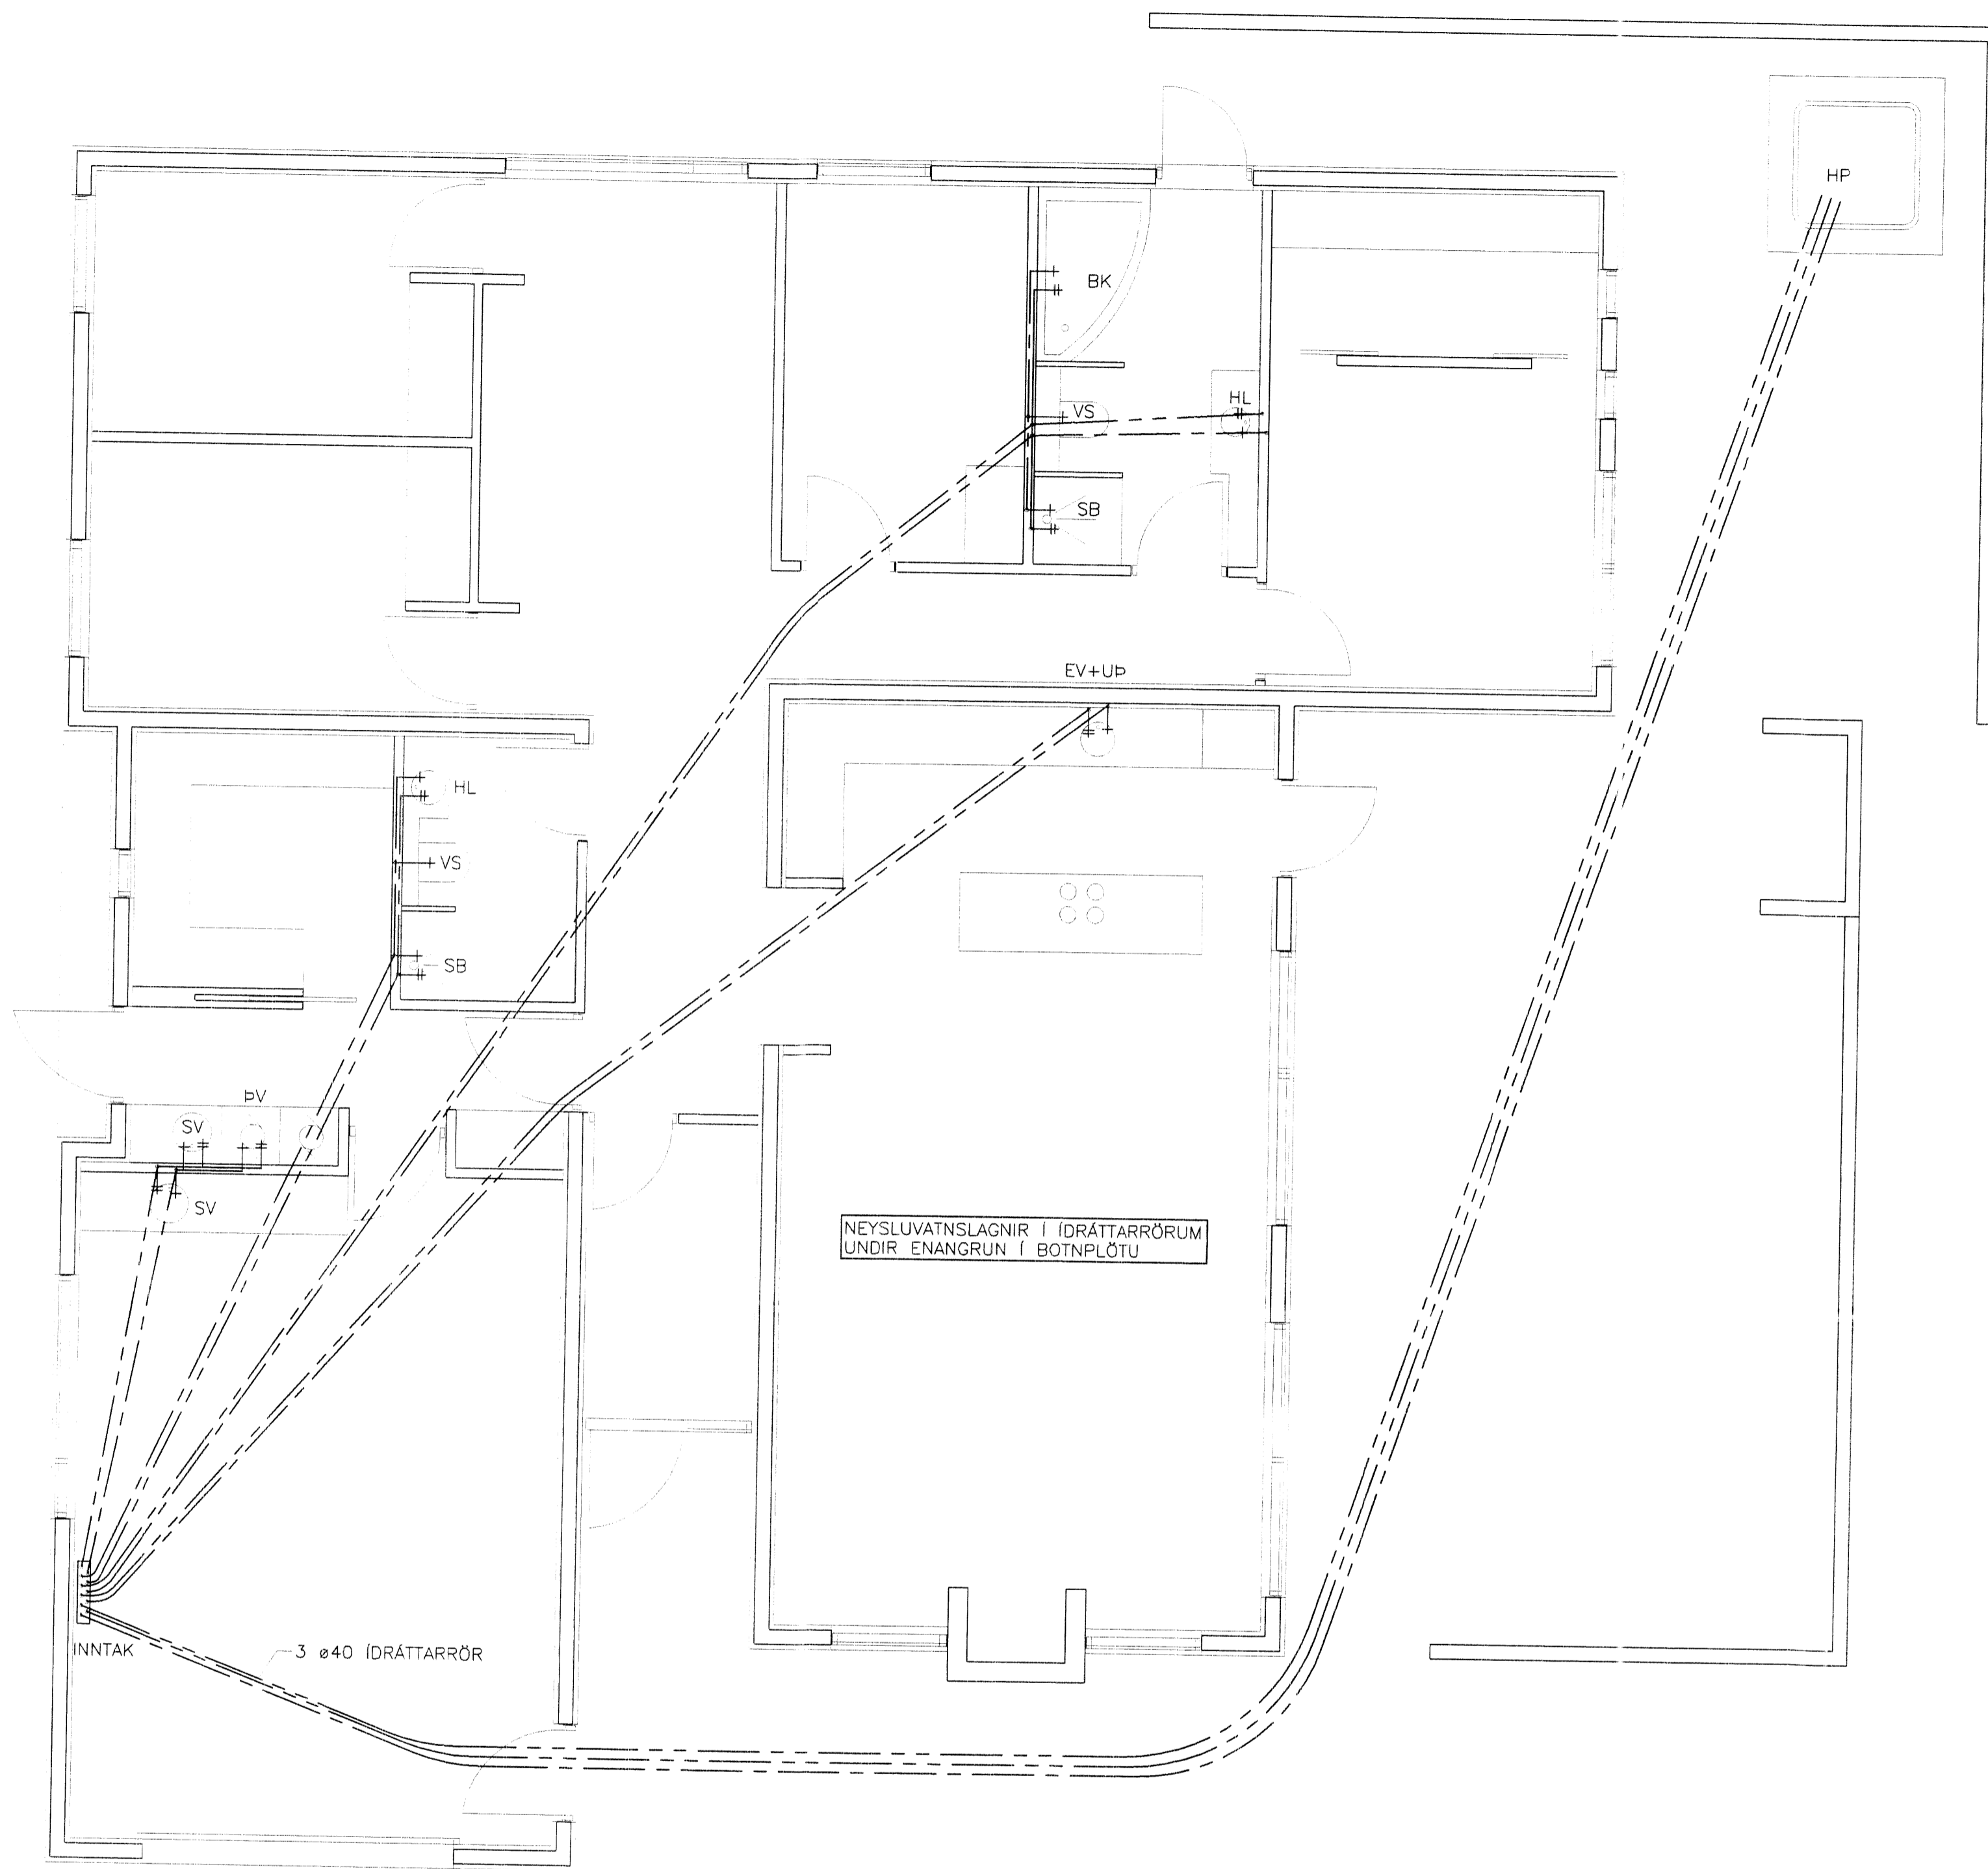 HP
BK
VS
HL
SB
EV+UÞ
HL
VS
SB
ÞV
SV
SV
NEYSLUVATNSLAGNIR Í ÍDRÁTTARRÖRUM
UNDIR ENANGRUN Í BOTNPLÖTU
INNTAK
3 ø40 ÍDRÁTTARRÖR